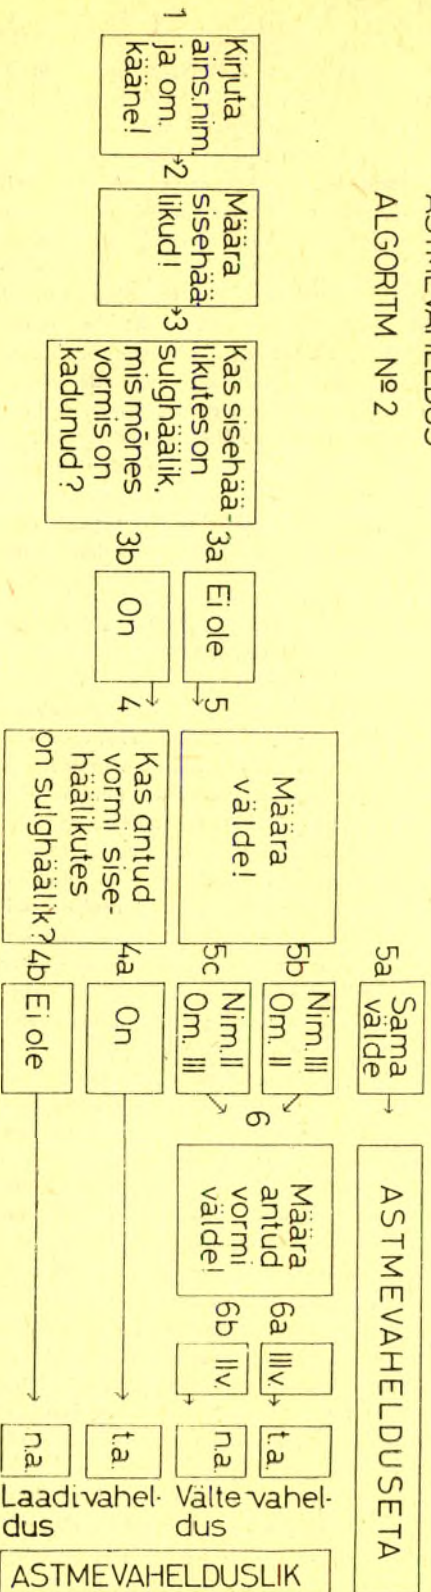 ASTMEVAHELDUS
ALGORITM № 2
1
Kirjuta
ains.nim.
ja om.
kääne!
2
Määra
sisehää-
likud!
3
Kas sisehää-
likutes on
sulghäälik,
mis mõnes
vormis on
kadunud?
3a
Ei ole
3b
On
5
Määra
välde!
4
Kas antud
vormi sise-
häälikutes
on sulghäälik?
5a
Sama
välde
5b
Nim. III
Om. II
5c
Nim. II
Om. III
4a
On
4b
Ei ole
6
Määra
antud
vormi
välde!
6a
IIIv.
6b
IIv.
ASTMEVAHELDUSETA
t.a.
n.a.
t.a.
n.a.
Vältevahel-
dus
Laadivahel-
dus
ASTMEVAHELDUSLIK